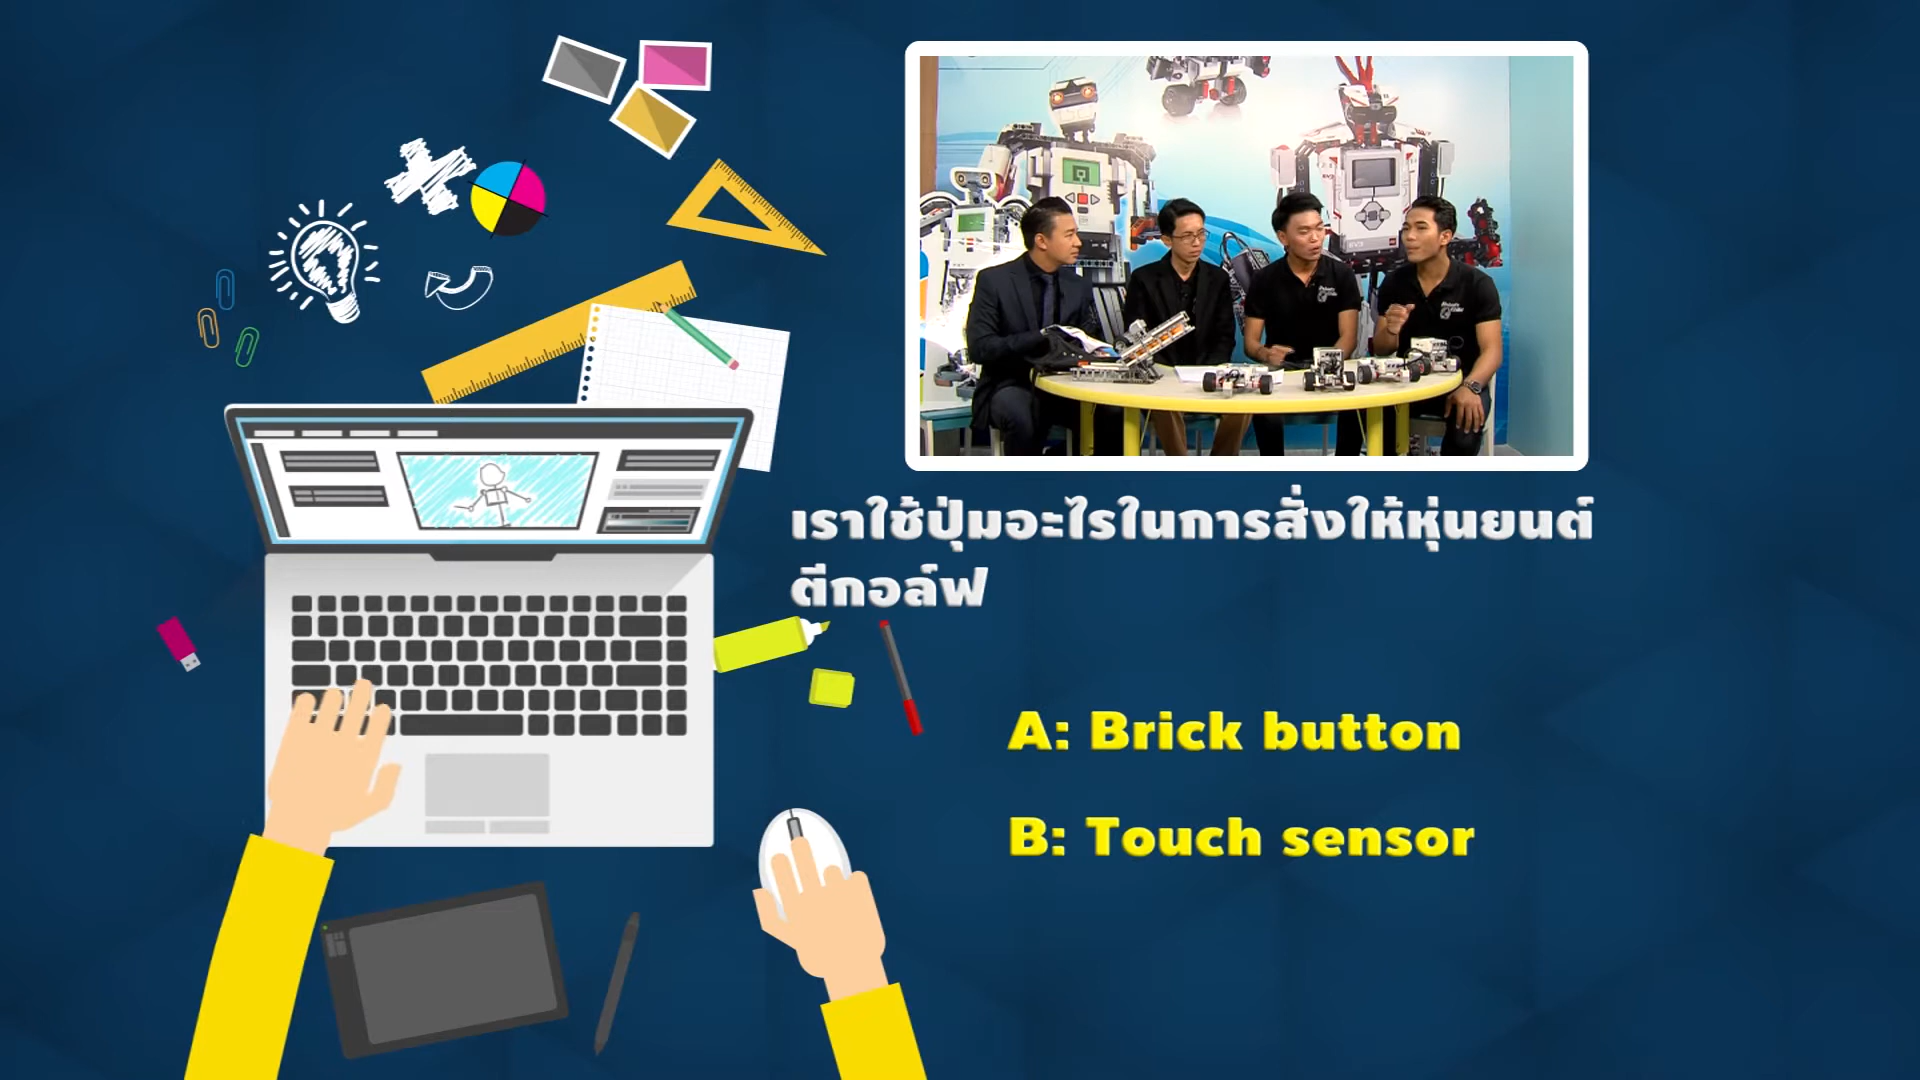 เราใช้ปุ่มอะไรในการสั่งให้หุ่นยนต์
ตีกอล์ฟ
A: Brick button
B: Touch sensor